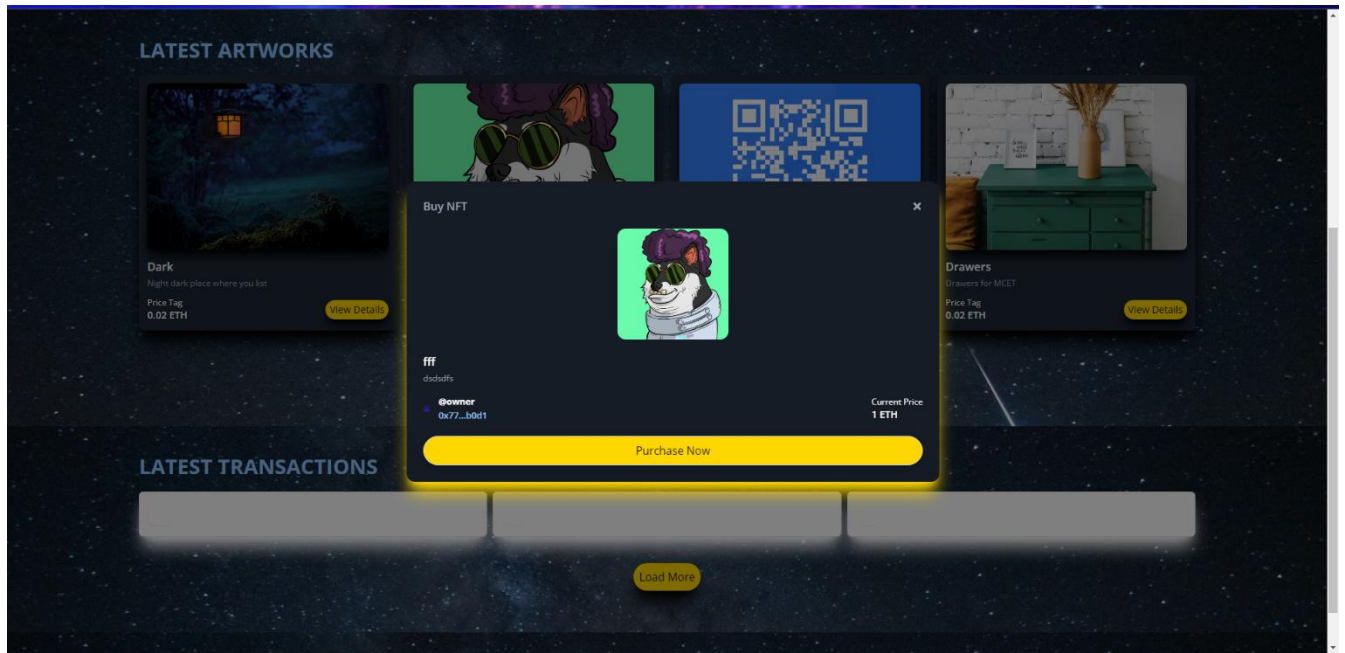 LATEST ARTWORKS
Buy NFT ×
Dark
Night dark place where you list
Price Tag
0.02 ETH
View Details
fff
dsdsdfs
@owner
0x77...b0d1
Current Price
1 ETH
Purchase Now
Drawers
Drawers for MCET
Price Tag
0.02 ETH
View Details
LATEST TRANSACTIONS
Load More